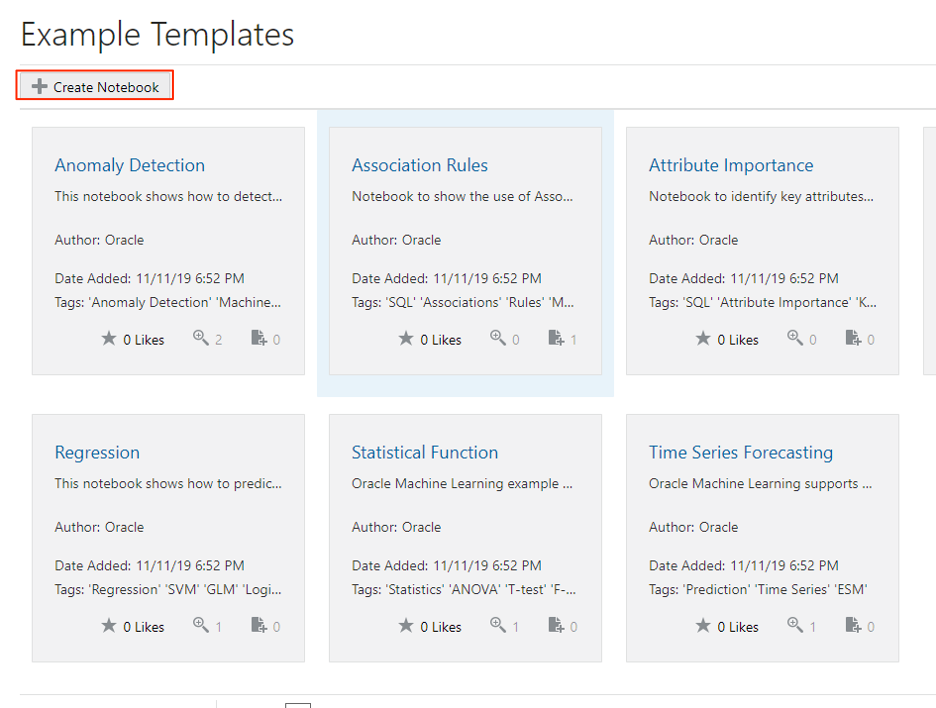 Example Templates
Create Notebook
Anomaly Detection
This notebook shows how to detect...
Author: Oracle
Date Added: 11/11/19 6:52 PM
Tags: 'Anomaly Detection' 'Machine...
0 Likes 2 0
Association Rules
Notebook to show the use of Asso...
Author: Oracle
Date Added: 11/11/19 6:52 PM
Tags: 'SQL' 'Associations' 'Rules' 'M...
0 Likes 0 1
Attribute Importance
Notebook to identify key attributes...
Author: Oracle
Date Added: 11/11/19 6:52 PM
Tags: 'SQL' 'Attribute Importance' 'K...
0 Likes 0 0
Regression
This notebook shows how to predic...
Author: Oracle
Date Added: 11/11/19 6:52 PM
Tags: 'Regression' 'SVM' 'GLM' 'Logi...
0 Likes 1 0
Statistical Function
Oracle Machine Learning example ...
Author: Oracle
Date Added: 11/11/19 6:52 PM
Tags: 'Statistics' 'ANOVA' 'T-test' 'F-...
0 Likes 1 0
Time Series Forecasting
Oracle Machine Learning supports ...
Author: Oracle
Date Added: 11/11/19 6:52 PM
Tags: 'Prediction' 'Time Series' 'ESM'
0 Likes 1 0